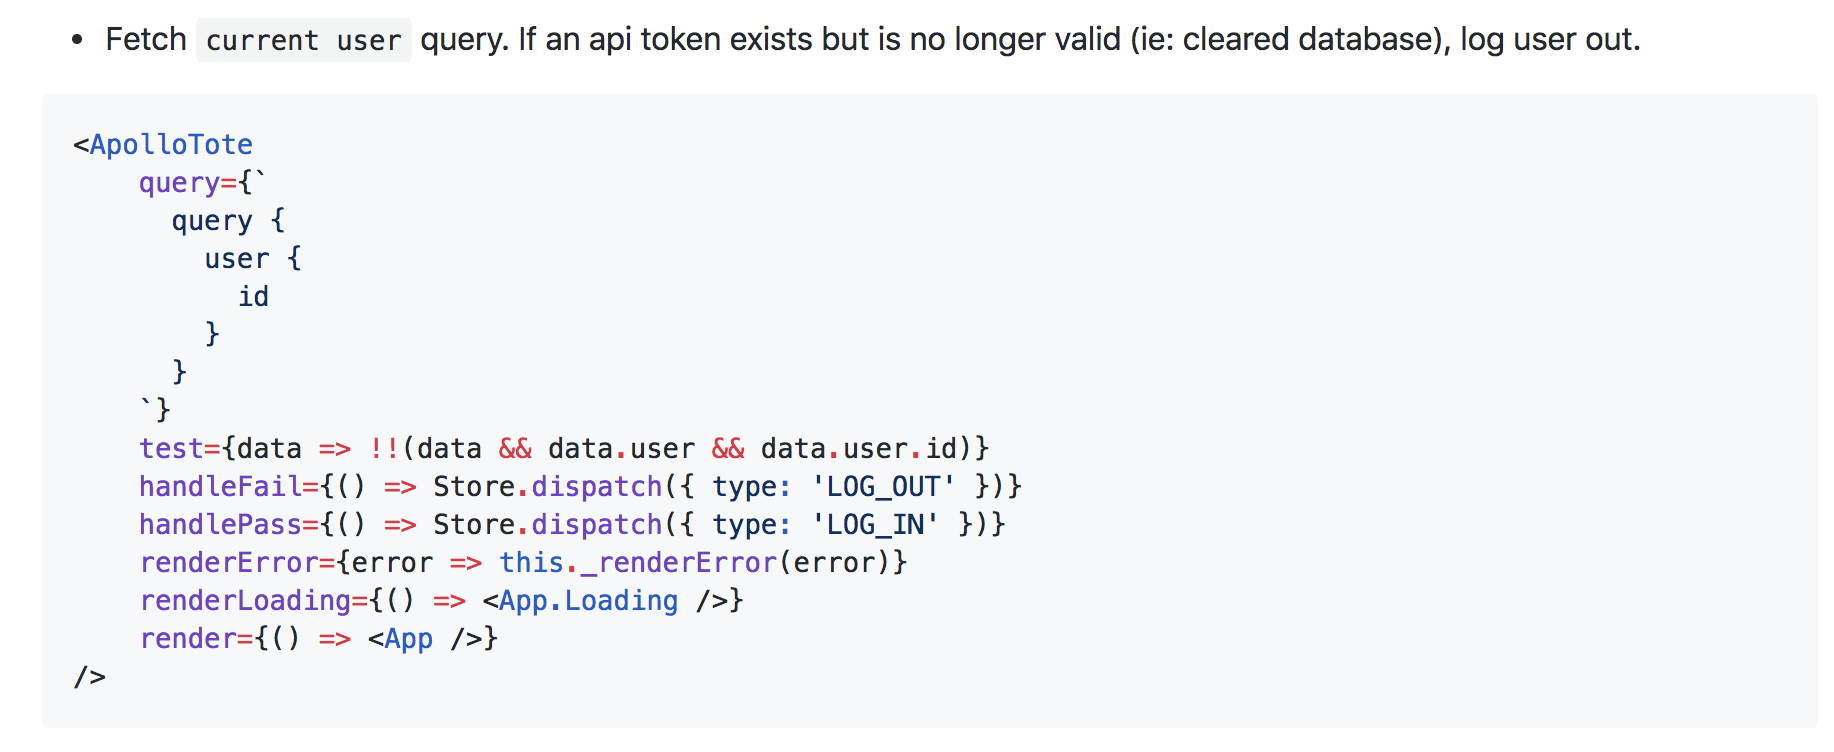 • Fetch current user query. If an api token exists but is no longer valid (ie: cleared database), log user out.
<ApolloTote
    query={`
      query {
        user {
          id
        }
      }
    `}
    test={data => !!(data && data.user && data.user.id)}
    handleFail={() => Store.dispatch({ type: 'LOG_OUT' })}
    handlePass={() => Store.dispatch({ type: 'LOG_IN' })}
    renderError={error => this._renderError(error)}
    renderLoading={() => <App.Loading />}
    render={() => <App />}
/>